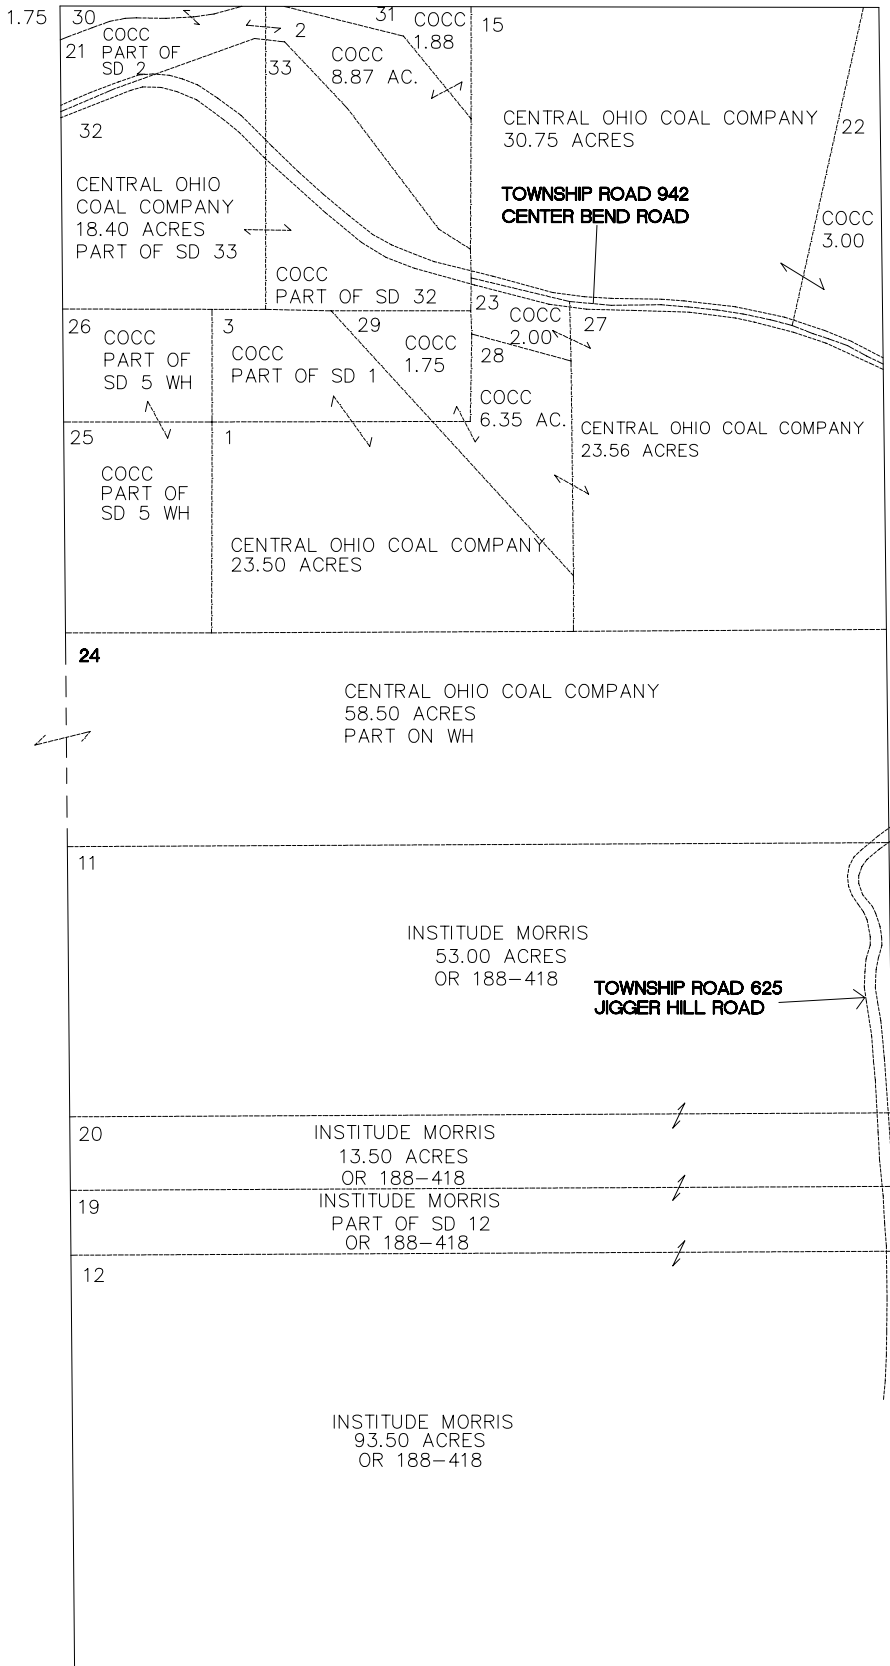 1.75
30
31
COCC
1.88
15
2
21
COCC
PART OF
SD 2
33
COCC
8.87 AC.
CENTRAL OHIO COAL COMPANY
30.75 ACRES
22
32
CENTRAL OHIO
COAL COMPANY
18.40 ACRES
PART OF SD 33
TOWNSHIP ROAD 942
CENTER BEND ROAD
COCC
3.00
COCC
PART OF SD 32
23
26
COCC
PART OF
SD 5 WH
3
COCC
PART OF SD 1
29
COCC
1.75
COCC
2.00
28
27
COCC
6.35 AC.
CENTRAL OHIO COAL COMPANY
23.56 ACRES
25
COCC
PART OF
SD 5 WH
1
CENTRAL OHIO COAL COMPANY
23.50 ACRES
24
CENTRAL OHIO COAL COMPANY
58.50 ACRES
PART ON WH
11
INSTITUDE MORRIS
53.00 ACRES
OR 188-418
TOWNSHIP ROAD 625
JIGGER HILL ROAD
20
INSTITUDE MORRIS
13.50 ACRES
OR 188-418
19
INSTITUDE MORRIS
PART OF SD 12
OR 188-418
12
INSTITUDE MORRIS
93.50 ACRES
OR 188-418